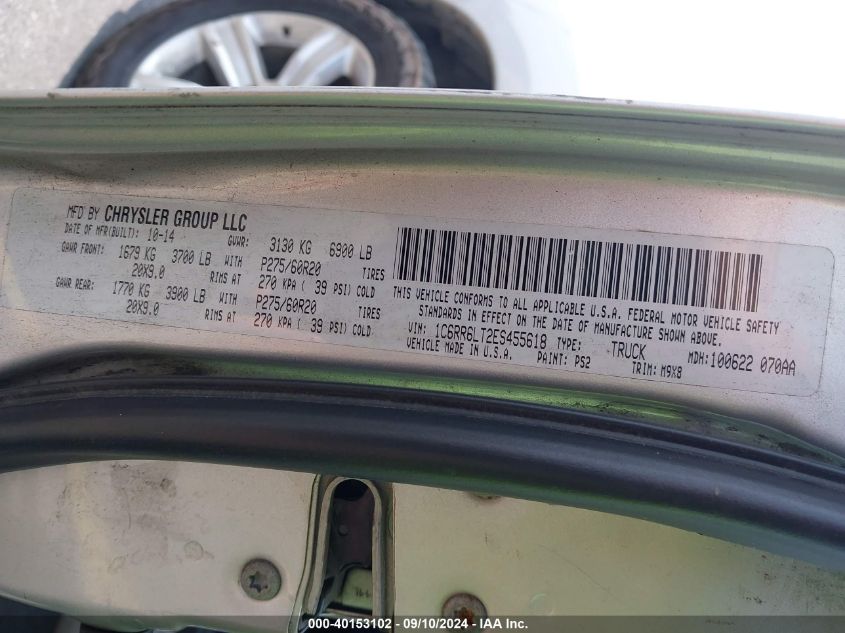 MFD BY CHRYSLER GROUP LLC
DATE OF MFR(BUILT): 10-14 GVWR: 3130 KG 6900 LB
GAWR FRONT: 1679 KG 3700 LB WITH P275/60R20 TIRES
20X9.0 RIMS AT 270 KPA ( 39 PSI) COLD
GAWR REAR: 1770 KG 3900 LB WITH P275/60R20 TIRES
20X9.0 RIMS AT 270 KPA ( 39 PSI) COLD
THIS VEHICLE CONFORMS TO ALL APPLICABLE U.S.A. FEDERAL MOTOR VEHICLE SAFETY
STANDARDS IN EFFECT ON THE DATE OF MANUFACTURE SHOWN ABOVE.
VIN: 1C6RR6LT2ES455618 TYPE: TRUCK MDH:100622 070AA
VEHICLE MADE IN U.S.A. PAINT: PS2 TRIM: M9X8
000-40153102 - 09/10/2024 - IAA Inc.